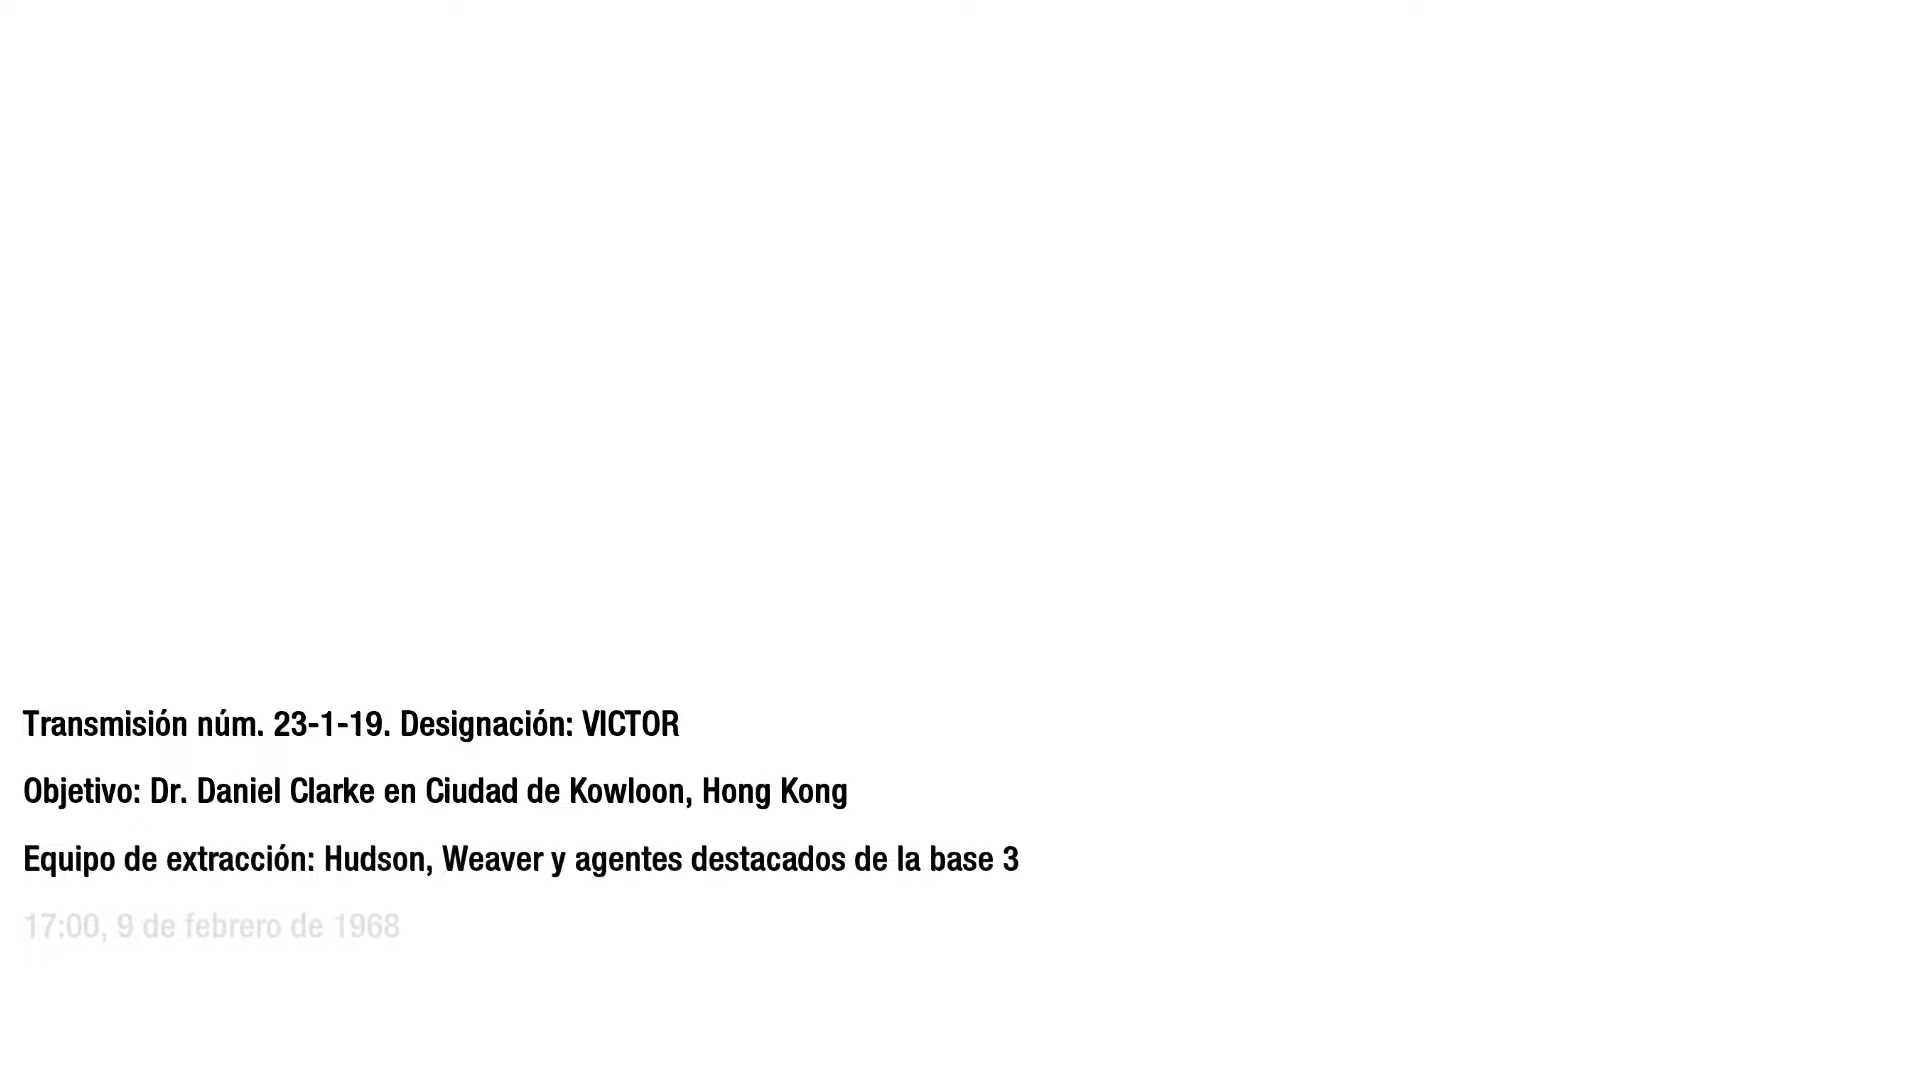 Transmisión núm. 23-1-19. Designación: VICTOR
Objetivo: Dr. Daniel Clarke en Ciudad de Kowloon, Hong Kong
Equipo de extracción: Hudson, Weaver y agentes destacados de la base 3
17:00, 9 de febrero de 1968